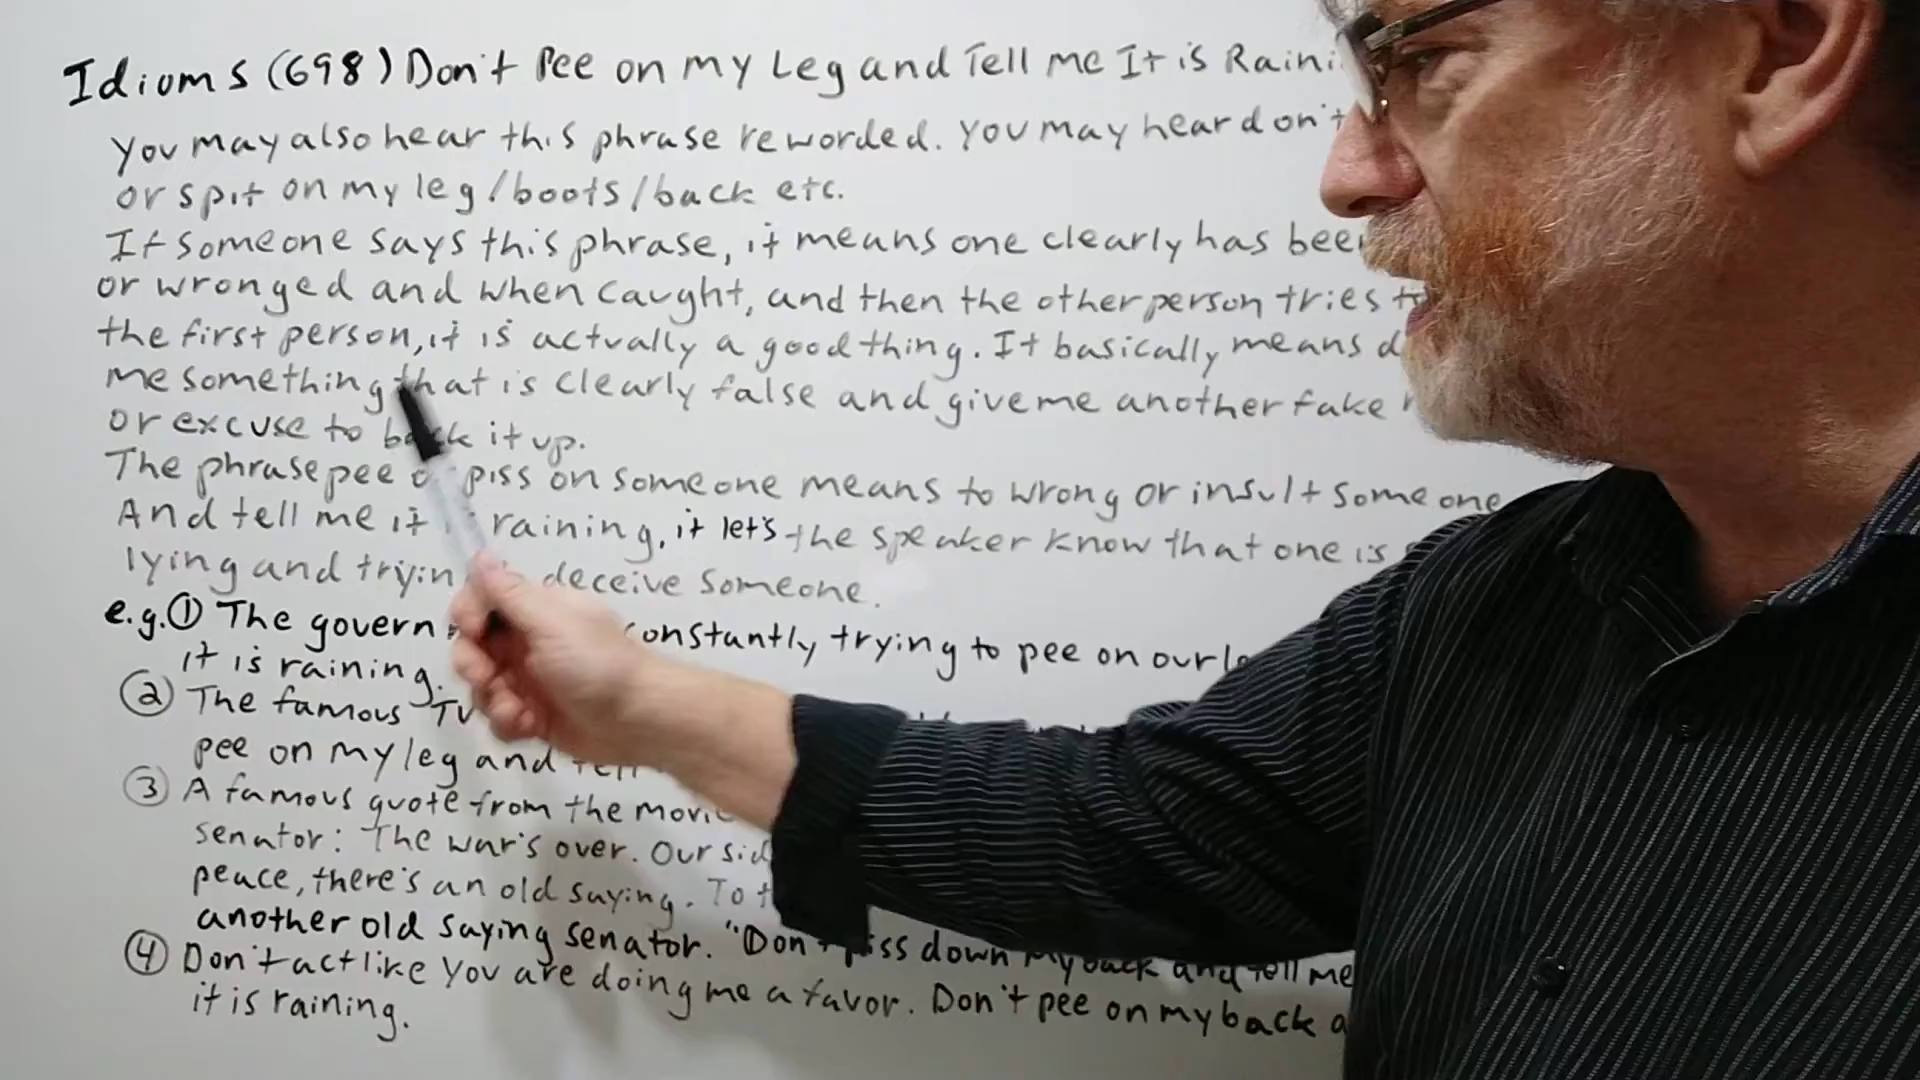 Idioms (698) Don't Pee on my Leg and Tell me It is Raini
You may also hear this phrase reworded. You may hear don't
or spit on my leg/boots/back etc.
If someone says this phrase, it means one clearly has been
or wronged and when caught, and then the other person tries to
the first person, it is actually a good thing. It basically means
me something that is clearly false and give me another fake
or excuse to back it up.
The phrase pee piss on someone means to wrong or insult someone
And tell me it raining, it let's the speaker know that one is
lying and trying deceive someone.
e.g. ① The govern constantly trying to pee on our
it is raining.
② The famous TV
pee on my leg and tell
③ A famous quote from the movie
senator: The war's over. Our sid
peace, there's an old saying. To t
another old saying senator. "Don't piss down my back and tell me
④ Don't act like you are doing me a favor. Don't pee on my back a
it is raining.